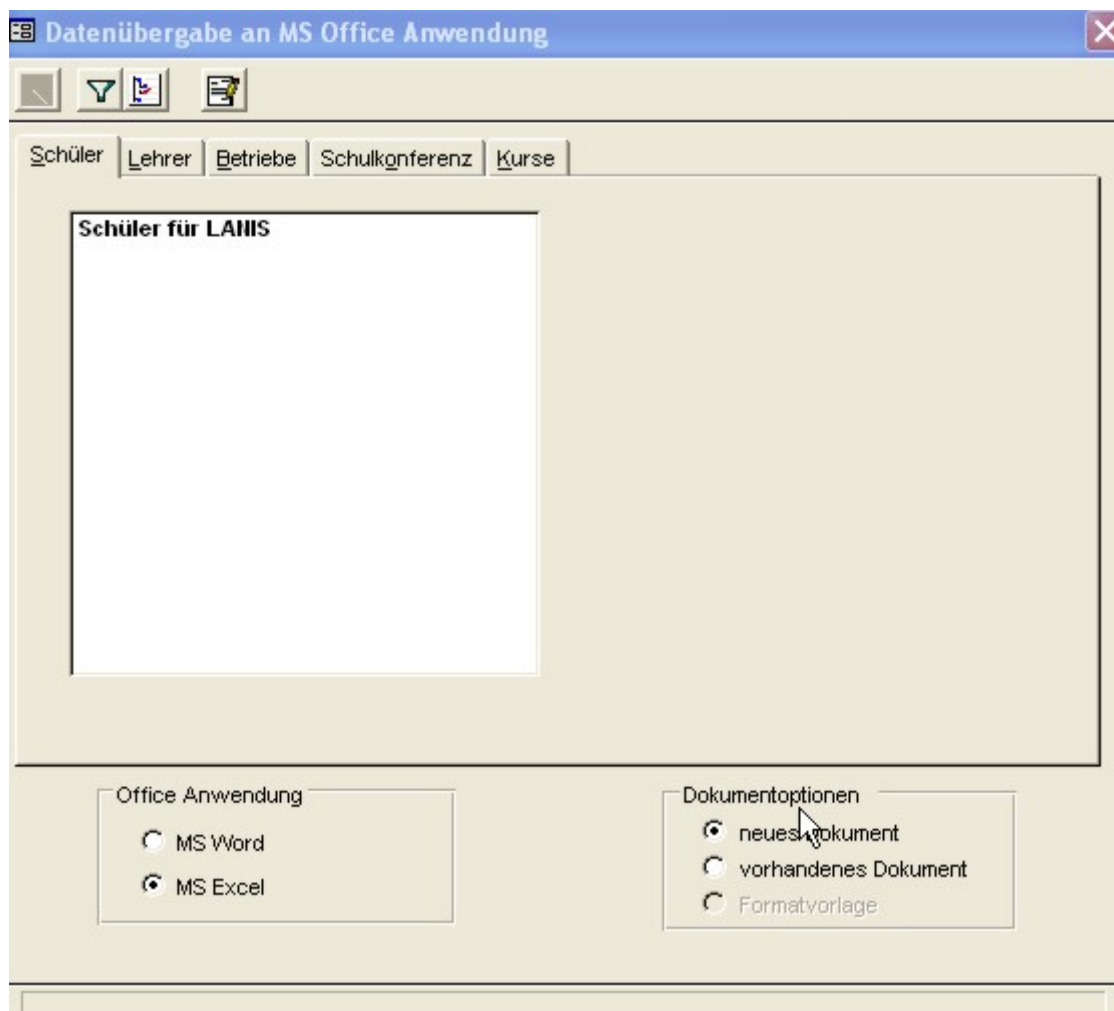 Datenübergabe an MS Office Anwendung
Schüler Lehrer Betriebe Schulkonferenz Kurse
Schüler für LANIS
Office Anwendung
MS Word
MS Excel
Dokumentoptionen
neues Dokument
vorhandenes Dokument
Formatvorlage